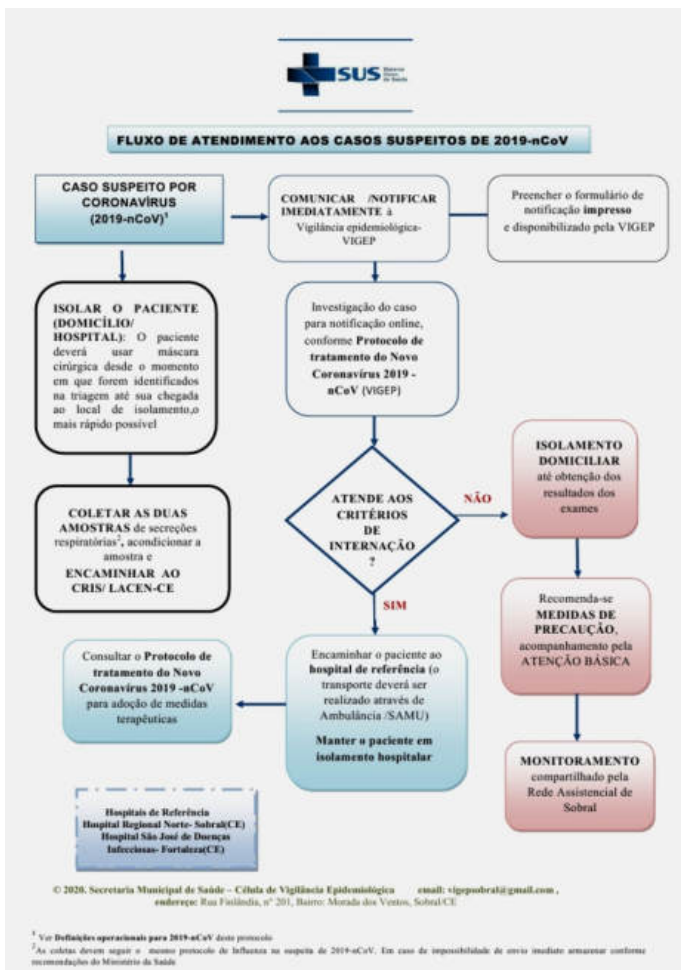 SUS
Sistema
Único
de Saúde
FLUXO DE ATENDIMENTO AOS CASOS SUSPEITOS DE 2019-nCoV
CASO SUSPEITO POR
CORONAVÍRUS
(2019-nCoV)¹
COMUNICAR /NOTIFICAR
IMEDIATAMENTE à
Vigilância epidemiológica-
VIGEP
Preencher o formulário de
notificação impresso
e disponibilizado pela VIGEP
ISOLAR O PACIENTE
(DOMICÍLIO/
HOSPITAL): O paciente
deverá usar máscara
cirúrgica desde o momento
em que forem identificados
na triagem até sua chegada
ao local de isolamento,o
mais rápido possível
Investigação do caso
para notificação online,
conforme Protocolo de
tratamento do Novo
Coronavírus 2019 -
nCoV (VIGEP)
ISOLAMENTO
DOMICILIAR
até obtenção dos
resultados dos
exames
ATENDE AOS
CRITÉRIOS
DE
INTERNAÇÃO
?
NÃO
SIM
COLETAR AS DUAS
AMOSTRAS de secreções
respiratórias², acondicionar a
amostra e
ENCAMINHAR AO
CRIS/ LACEN-CE
Recomenda-se
MEDIDAS DE
PRECAUÇÃO,
acompanhamento pela
ATENÇÃO BÁSICA
Consultar o Protocolo de
tratamento do Novo
Coronavírus 2019 -nCoV
para adoção de medidas
terapêuticas
Encaminhar o paciente ao
hospital de referência (o
transporte deverá ser
realizado através de
Ambulância /SAMU)
Manter o paciente em
isolamento hospitalar
MONITORAMENTO
compartilhado pela
Rede Assistencial de
Sobral
Hospitais de Referência
Hospital Regional Norte- Sobral(CE)
Hospital São José de Doenças
Infecciosas- Fortaleza(CE)
© 2020. Secretaria Municipal de Saúde – Célula de Vigilância Epidemiológica email: vigepsobral@gmail.com ,
endereço: Rua Finlândia, nº 201, Bairro: Morada dos Ventos, Sobral/CE
¹ Ver Definições operacionais para 2019-nCoV deste protocolo
²As coletas devem seguir o mesmo protocolo de Influenza na suspeita de 2019-nCoV. Em caso de impossibilidade de envio imediato armazenar conforme
recomendações do Ministério da Saúde